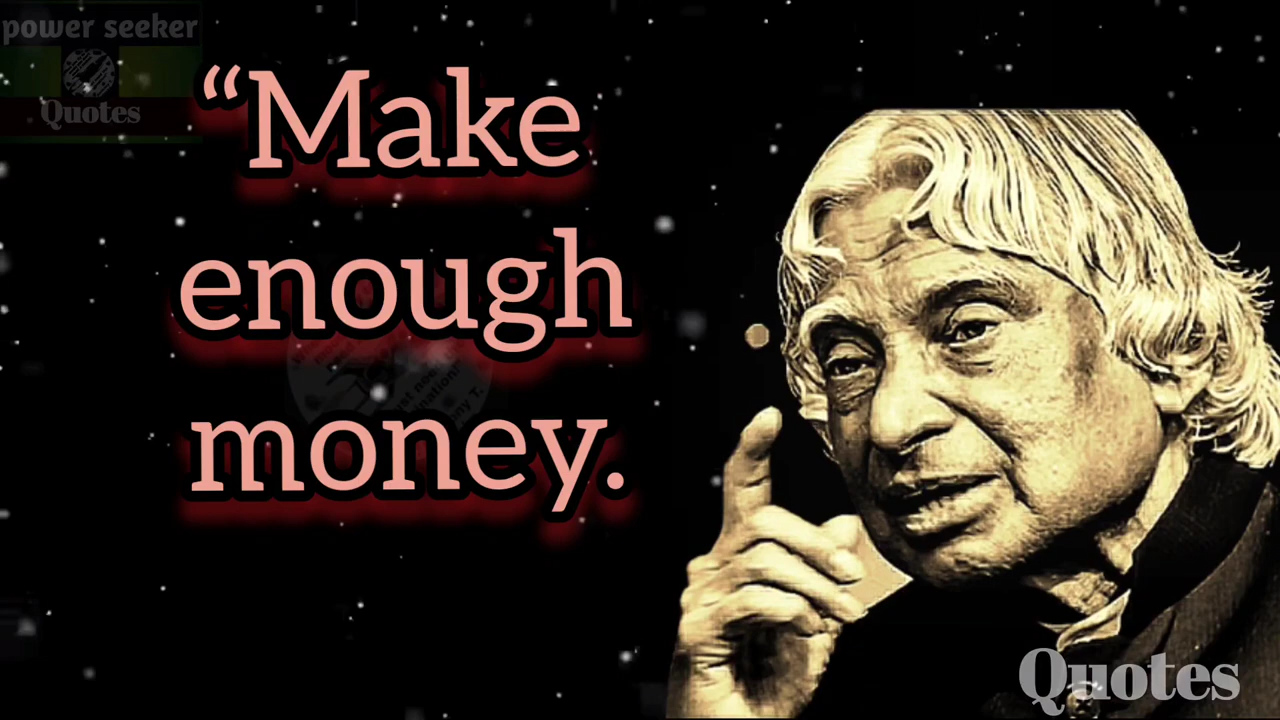 power seeker
Quotes
“Make
enough
money.
Quotes